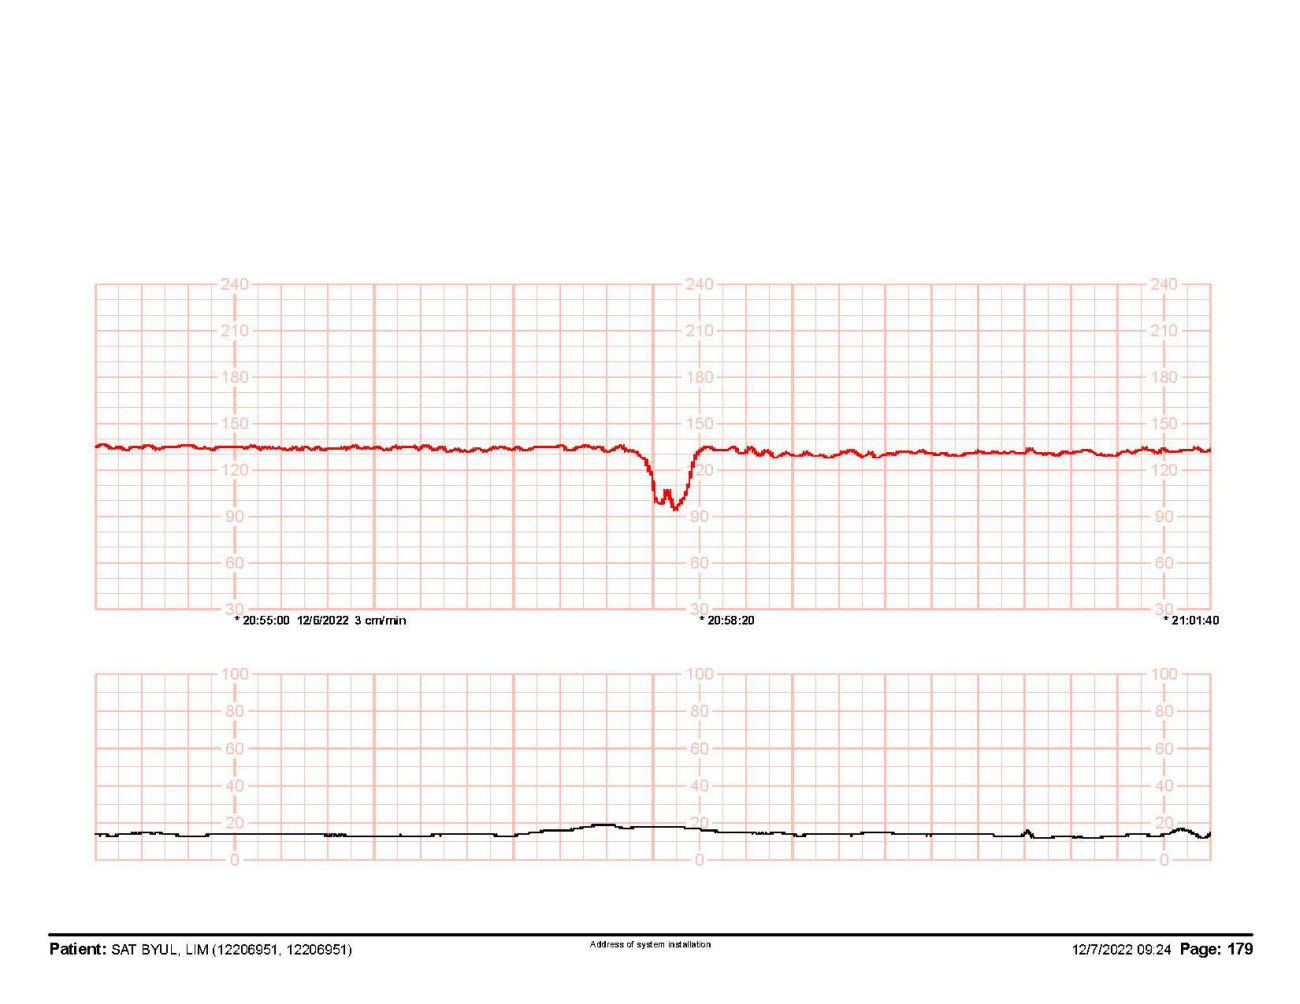 240 240 240
210 210 210
180 180 180
150 150 150
120 120 120
90 90 90
60 60 60
30 30 30
* 20:55:00 12/6/2022 3 cm/min * 20:58:20 * 21:01:40
100 100 100
80 80 80
60 60 60
40 40 40
20 20 20
0 0 0
Patient: SAT BYUL, LIM (12206951, 12206951) Address of system installation 12/7/2022 09:24 Page: 179